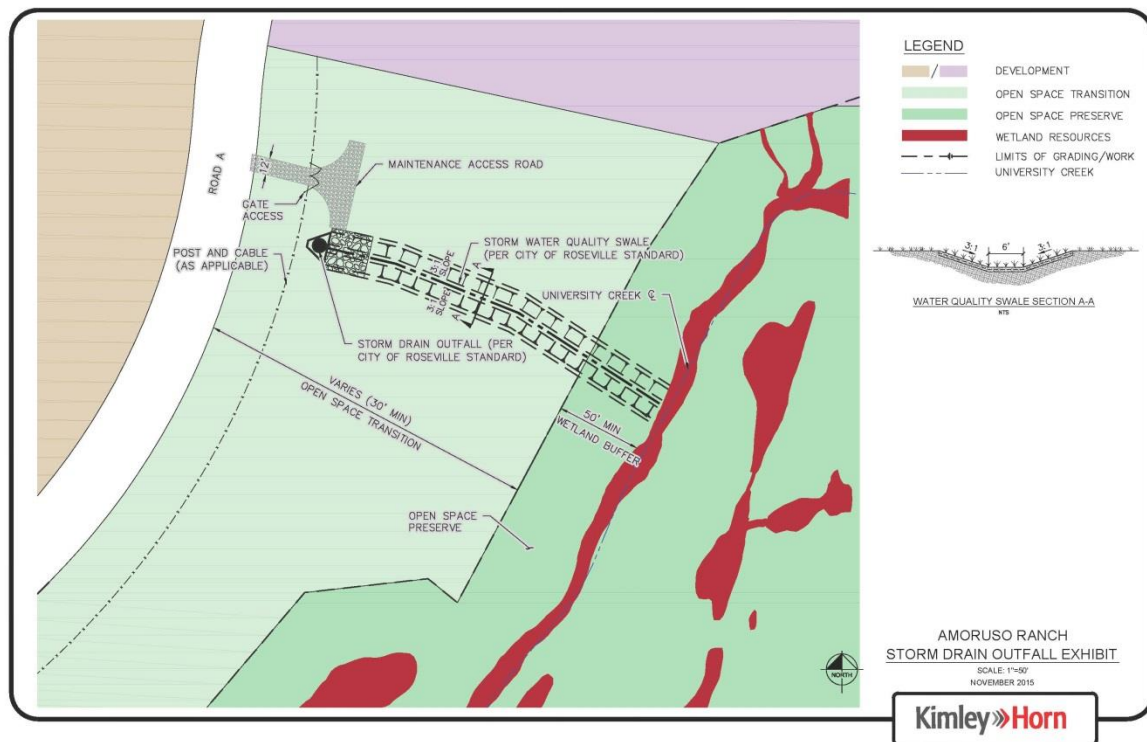 ROAD A
12'
MAINTENANCE ACCESS ROAD
GATE
ACCESS
POST AND CABLE
(AS APPLICABLE)
STORM WATER QUALITY SWALE
(PER CITY OF ROSEVILLE STANDARD)
3:1
SLOPE
3:1
SLOPE
A
A
UNIVERSITY CREEK ℄
STORM DRAIN OUTFALL (PER
CITY OF ROSEVILLE STANDARD)
VARIES (30' MIN)
OPEN SPACE TRANSITION
50' MIN
WETLAND BUFFER
OPEN SPACE
PRESERVE
NORTH
LEGEND
/ DEVELOPMENT
OPEN SPACE TRANSITION
OPEN SPACE PRESERVE
WETLAND RESOURCES
LIMITS OF GRADING/WORK
UNIVERSITY CREEK
3:1 6' 3:1
WATER QUALITY SWALE SECTION A-A
NTS
AMORUSO RANCH
STORM DRAIN OUTFALL EXHIBIT
SCALE: 1"=50'
NOVEMBER 2015
Kimley»Horn